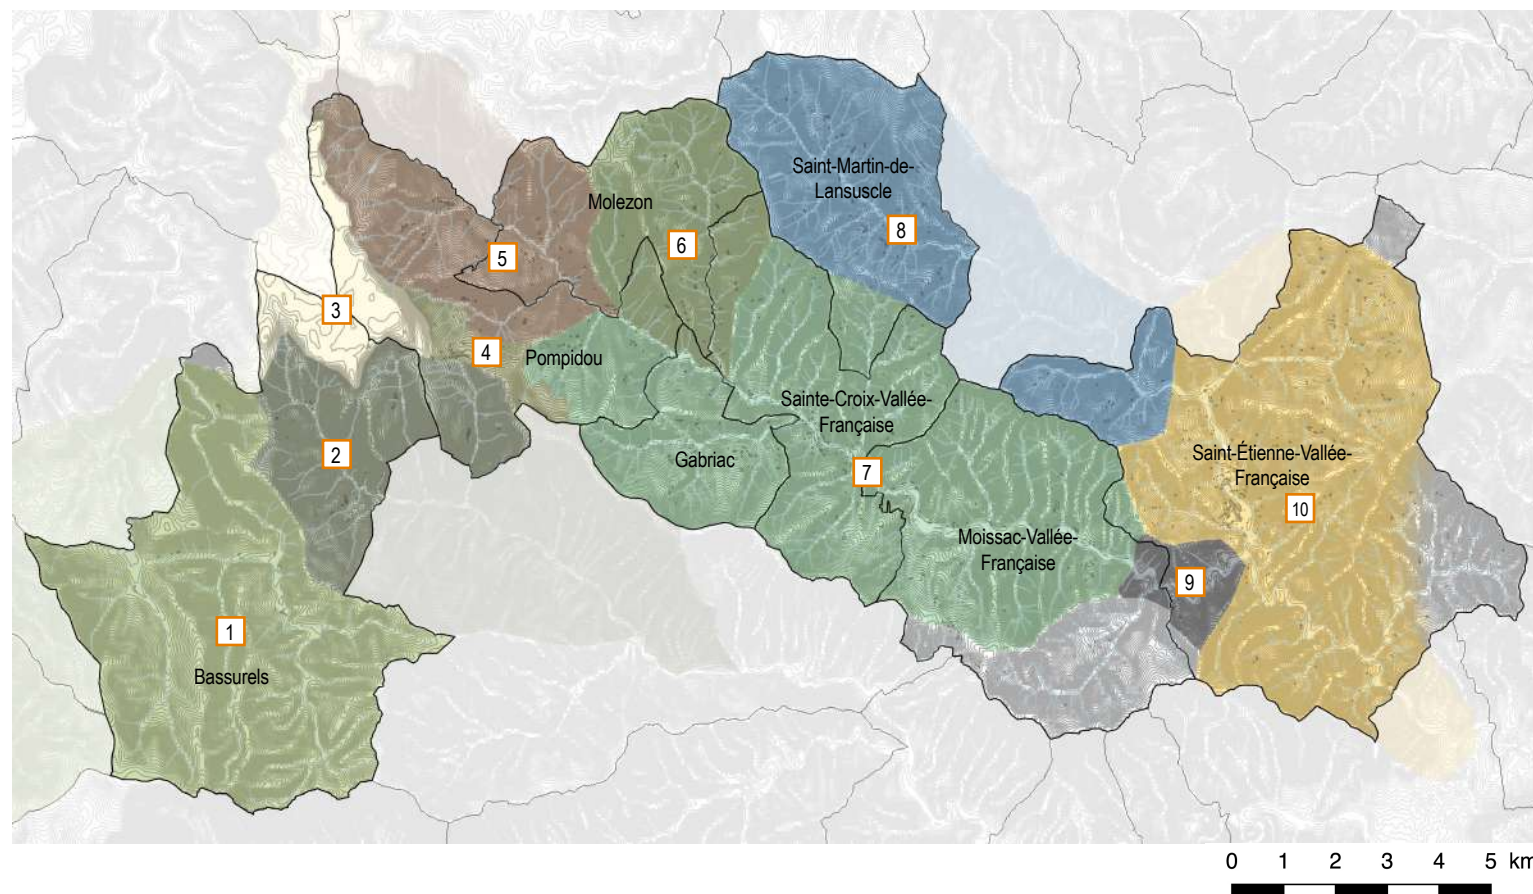 Saint-Martin-de-
Lansuscle
8
Molezon
6
5
3
4
Pompidou
Sainte-Croix-Vallée-
Française
2
Gabriac
7
Saint-Étienne-Vallée-
Française
10
Moissac-Vallée-
Française
9
1
Bassurels
0 1 2 3 4 5 km